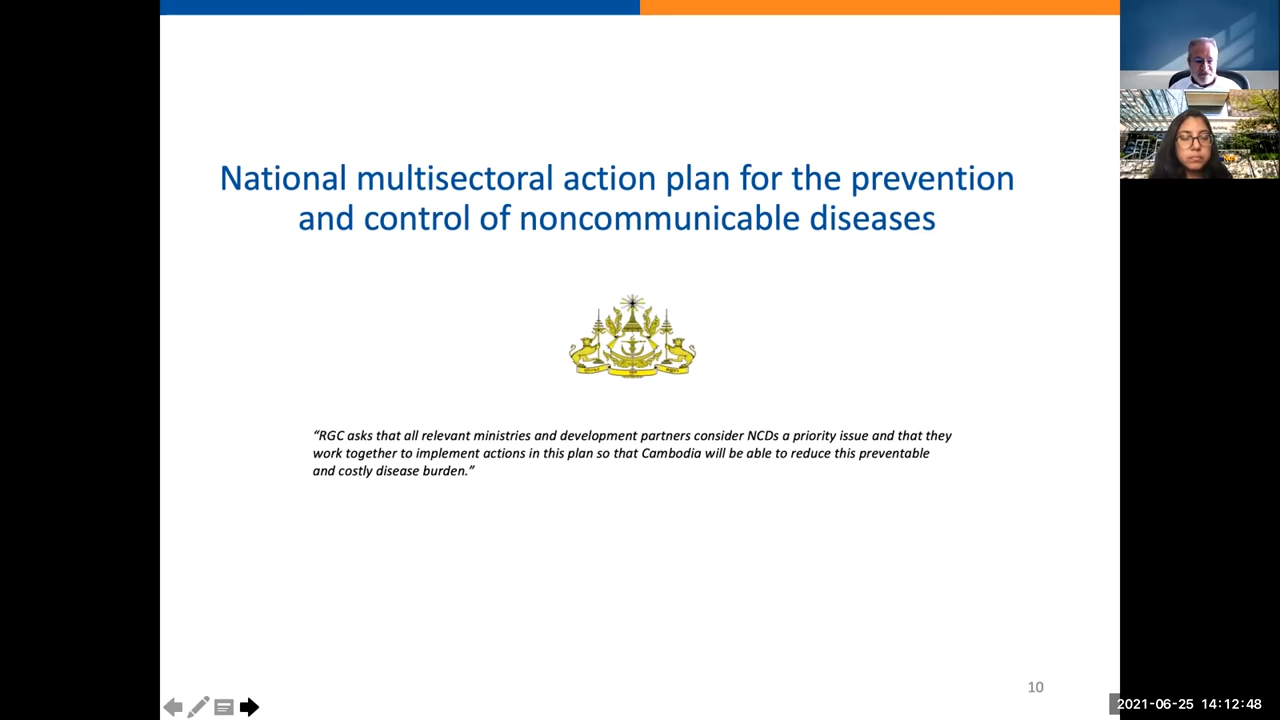 National multisectoral action plan for the prevention
and control of noncommunicable diseases
“RGC asks that all relevant ministries and development partners consider NCDs a priority issue and that they
work together to implement actions in this plan so that Cambodia will be able to reduce this preventable
and costly disease burden.”
10
2021-06-25 14:12:48